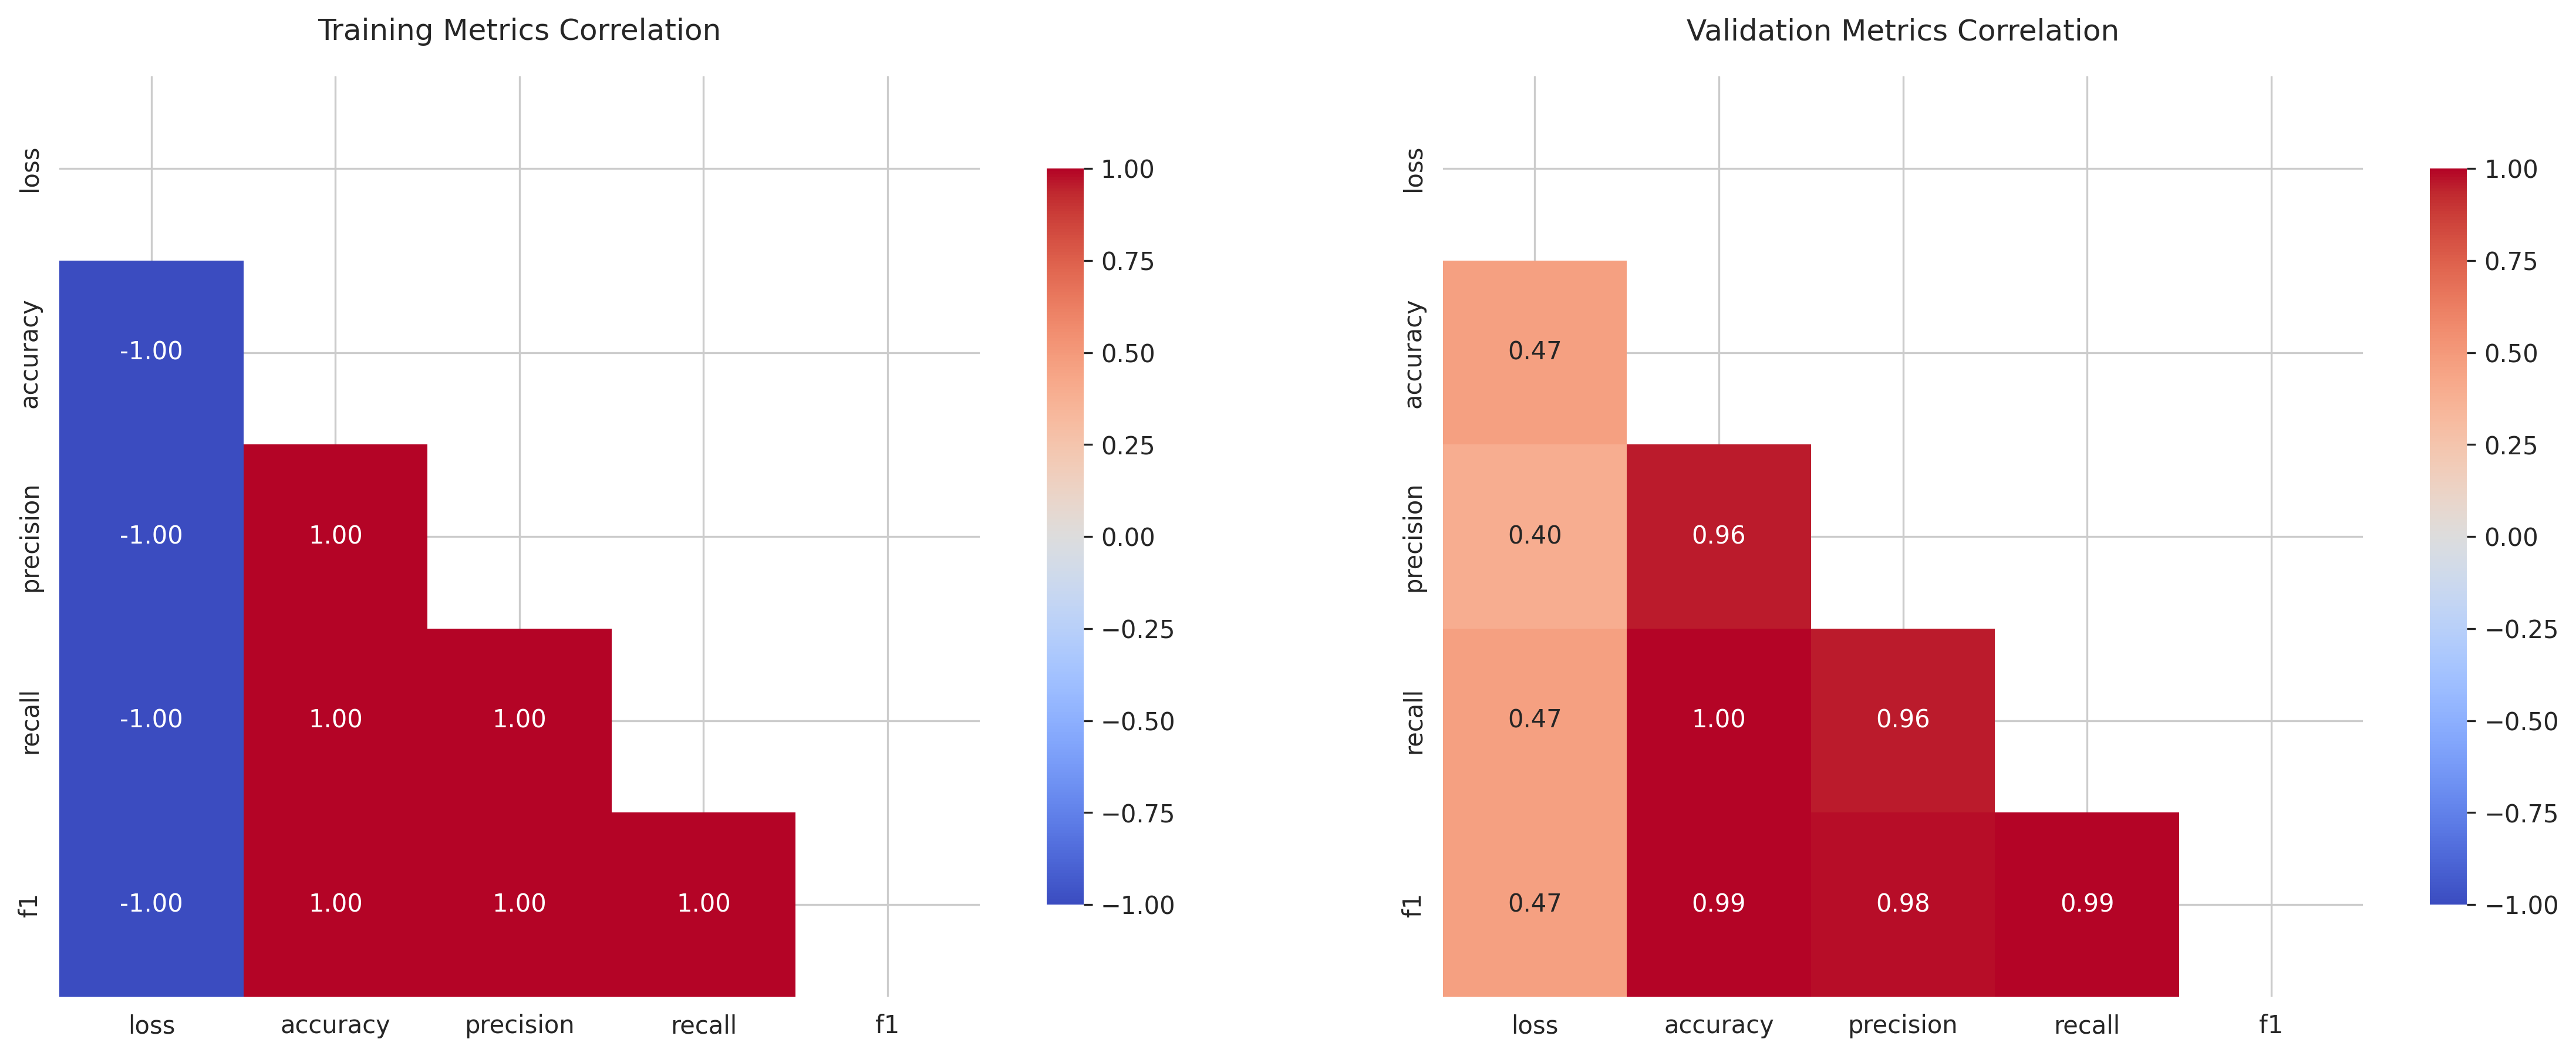 Training Metrics Correlation
loss
accuracy
precision
recall
f1
-1.00
-1.00 1.00
-1.00 1.00 1.00
-1.00 1.00 1.00 1.00
loss accuracy precision recall f1
1.00
0.75
0.50
0.25
0.00
−0.25
−0.50
−0.75
−1.00
Validation Metrics Correlation
loss
accuracy
precision
recall
f1
0.47
0.40 0.96
0.47 1.00 0.96
0.47 0.99 0.98 0.99
loss accuracy precision recall f1
1.00
0.75
0.50
0.25
0.00
−0.25
−0.50
−0.75
−1.00